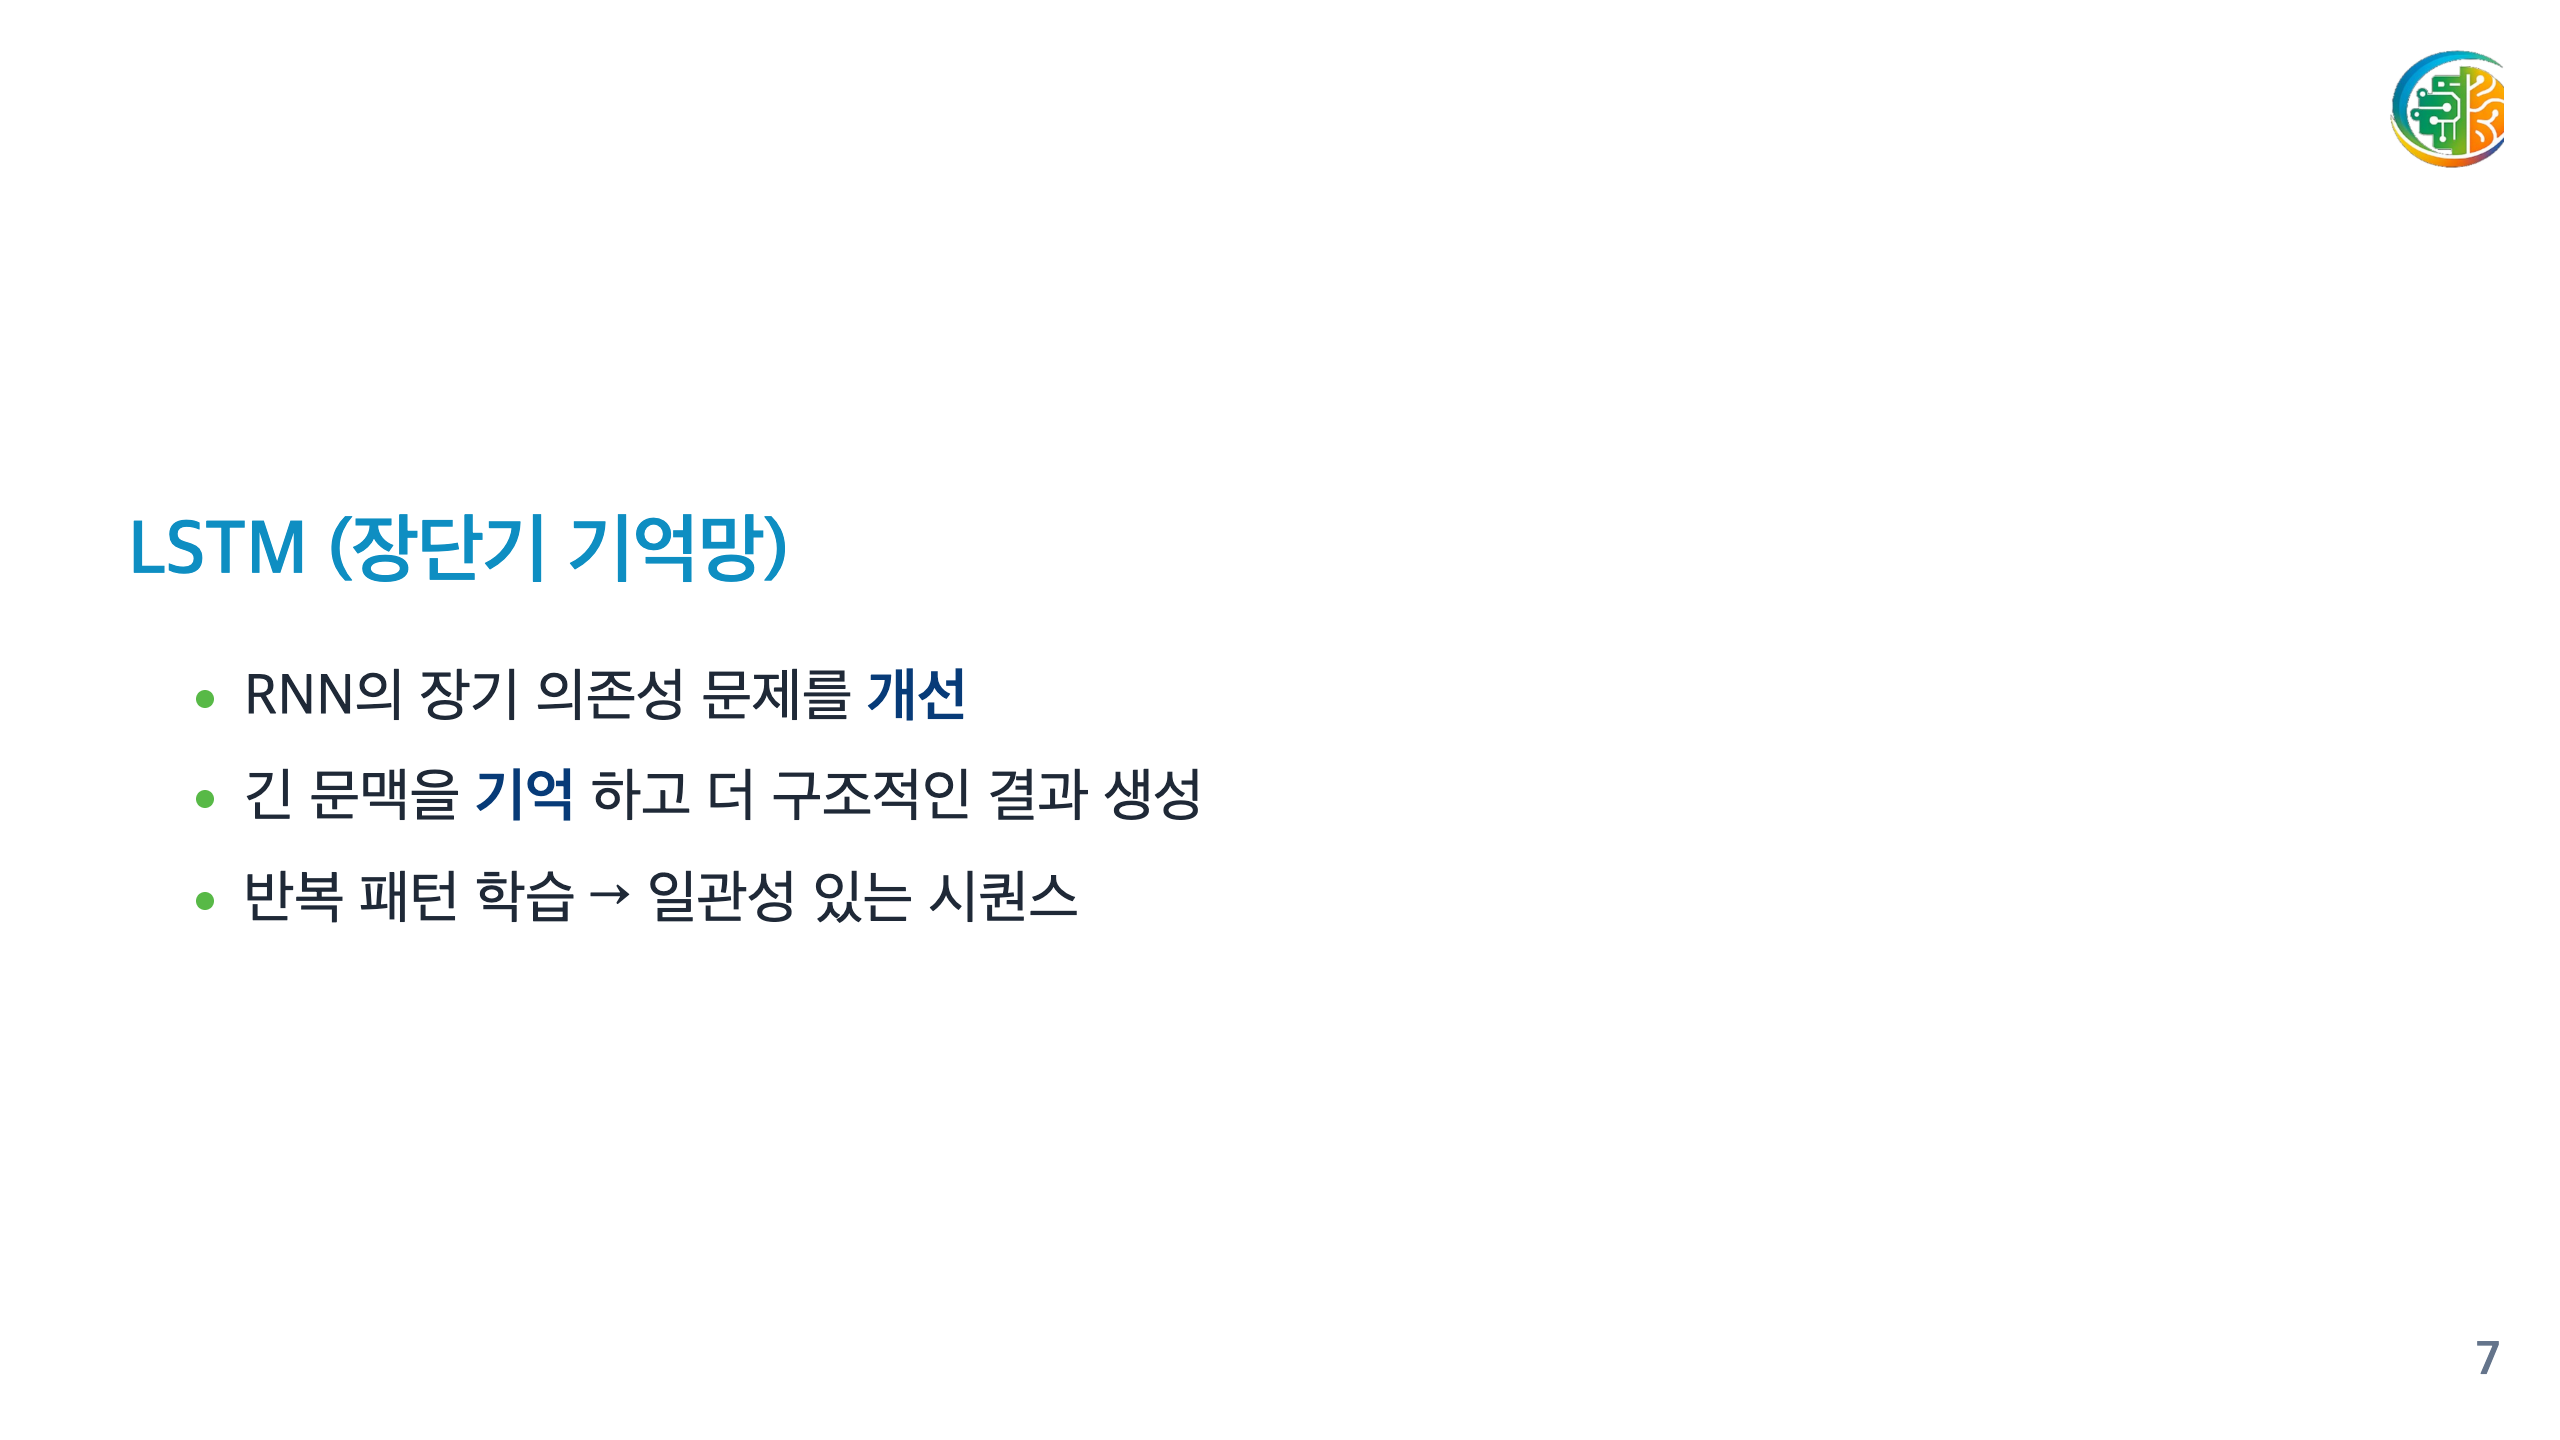 LSTM (장단기 기억망)
• RNN의 장기 의존성 문제를 개선
• 긴 문맥을 기억 하고 더 구조적인 결과 생성
• 반복 패턴 학습 → 일관성 있는 시퀀스
7